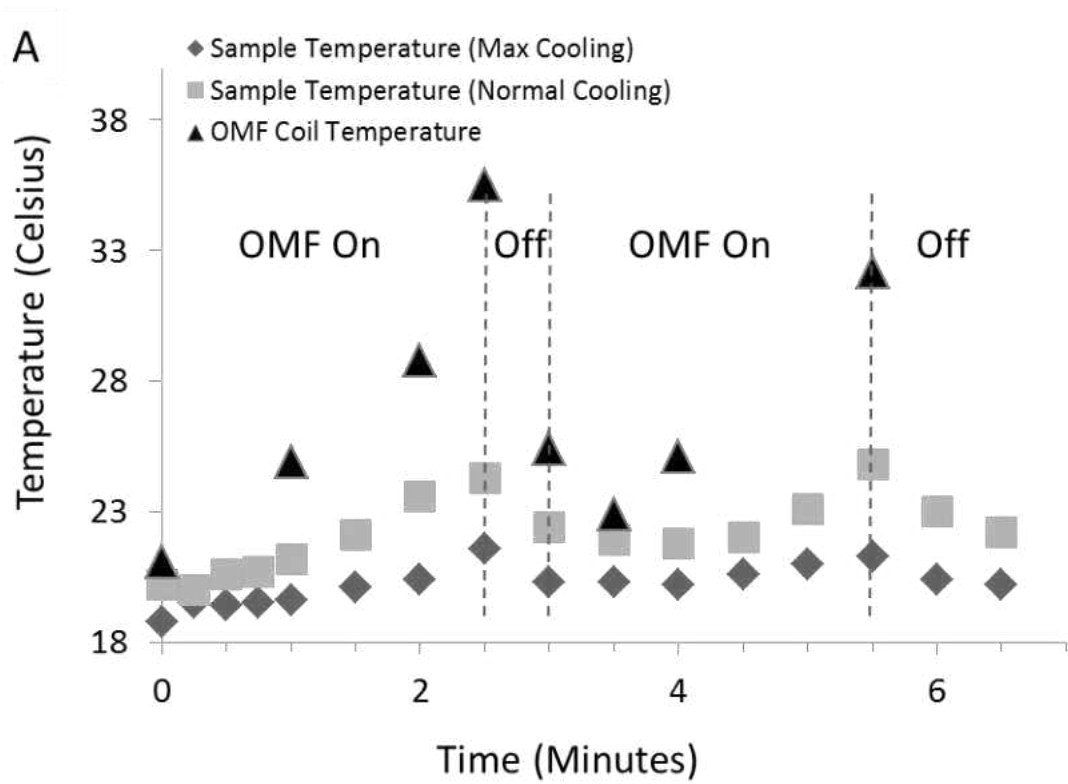 A
Sample Temperature (Max Cooling)
Sample Temperature (Normal Cooling)
OMF Coil Temperature
38
33
28
23
18
Temperature (Celsius)
OMF On
Off
OMF On
Off
0
2
4
6
Time (Minutes)